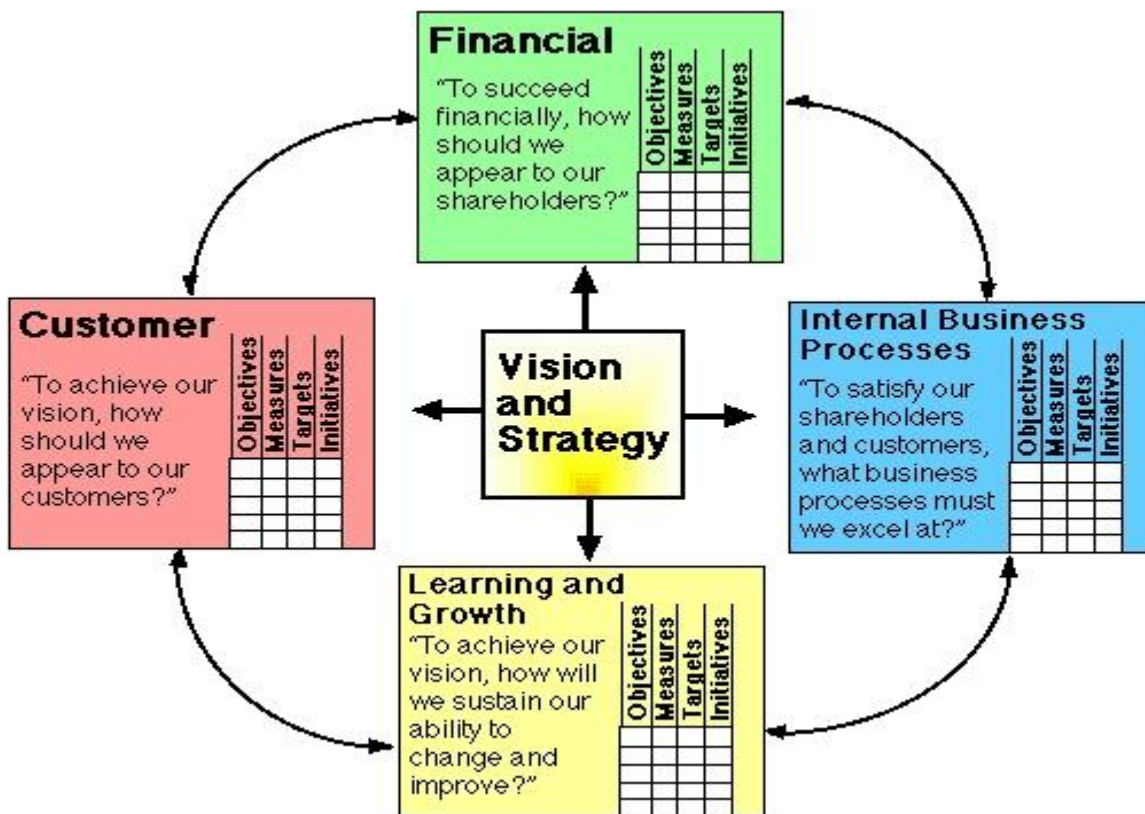 Financial
“To succeed
financially, how
should we
appear to our
shareholders?”
Objectives
Measures
Targets
Initiatives
Customer
“To achieve our
vision, how
should we
appear to our
customers?”
Objectives
Measures
Targets
Initiatives
Vision
and
Strategy
Internal Business
Processes
“To satisfy our
shareholders
and customers,
what business
processes must
we excel at?”
Objectives
Measures
Targets
Initiatives
Learning and
Growth
“To achieve our
vision, how will
we sustain our
ability to
change and
improve?”
Objectives
Measures
Targets
Initiatives